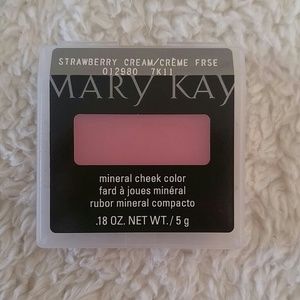 STRAWBERRY CREAM/CRÈME FRSE
012980 7K11
MARY KAY
mineral cheek color
fard à joues minéral
rubor mineral compacto
.18 OZ. NET WT./5 g